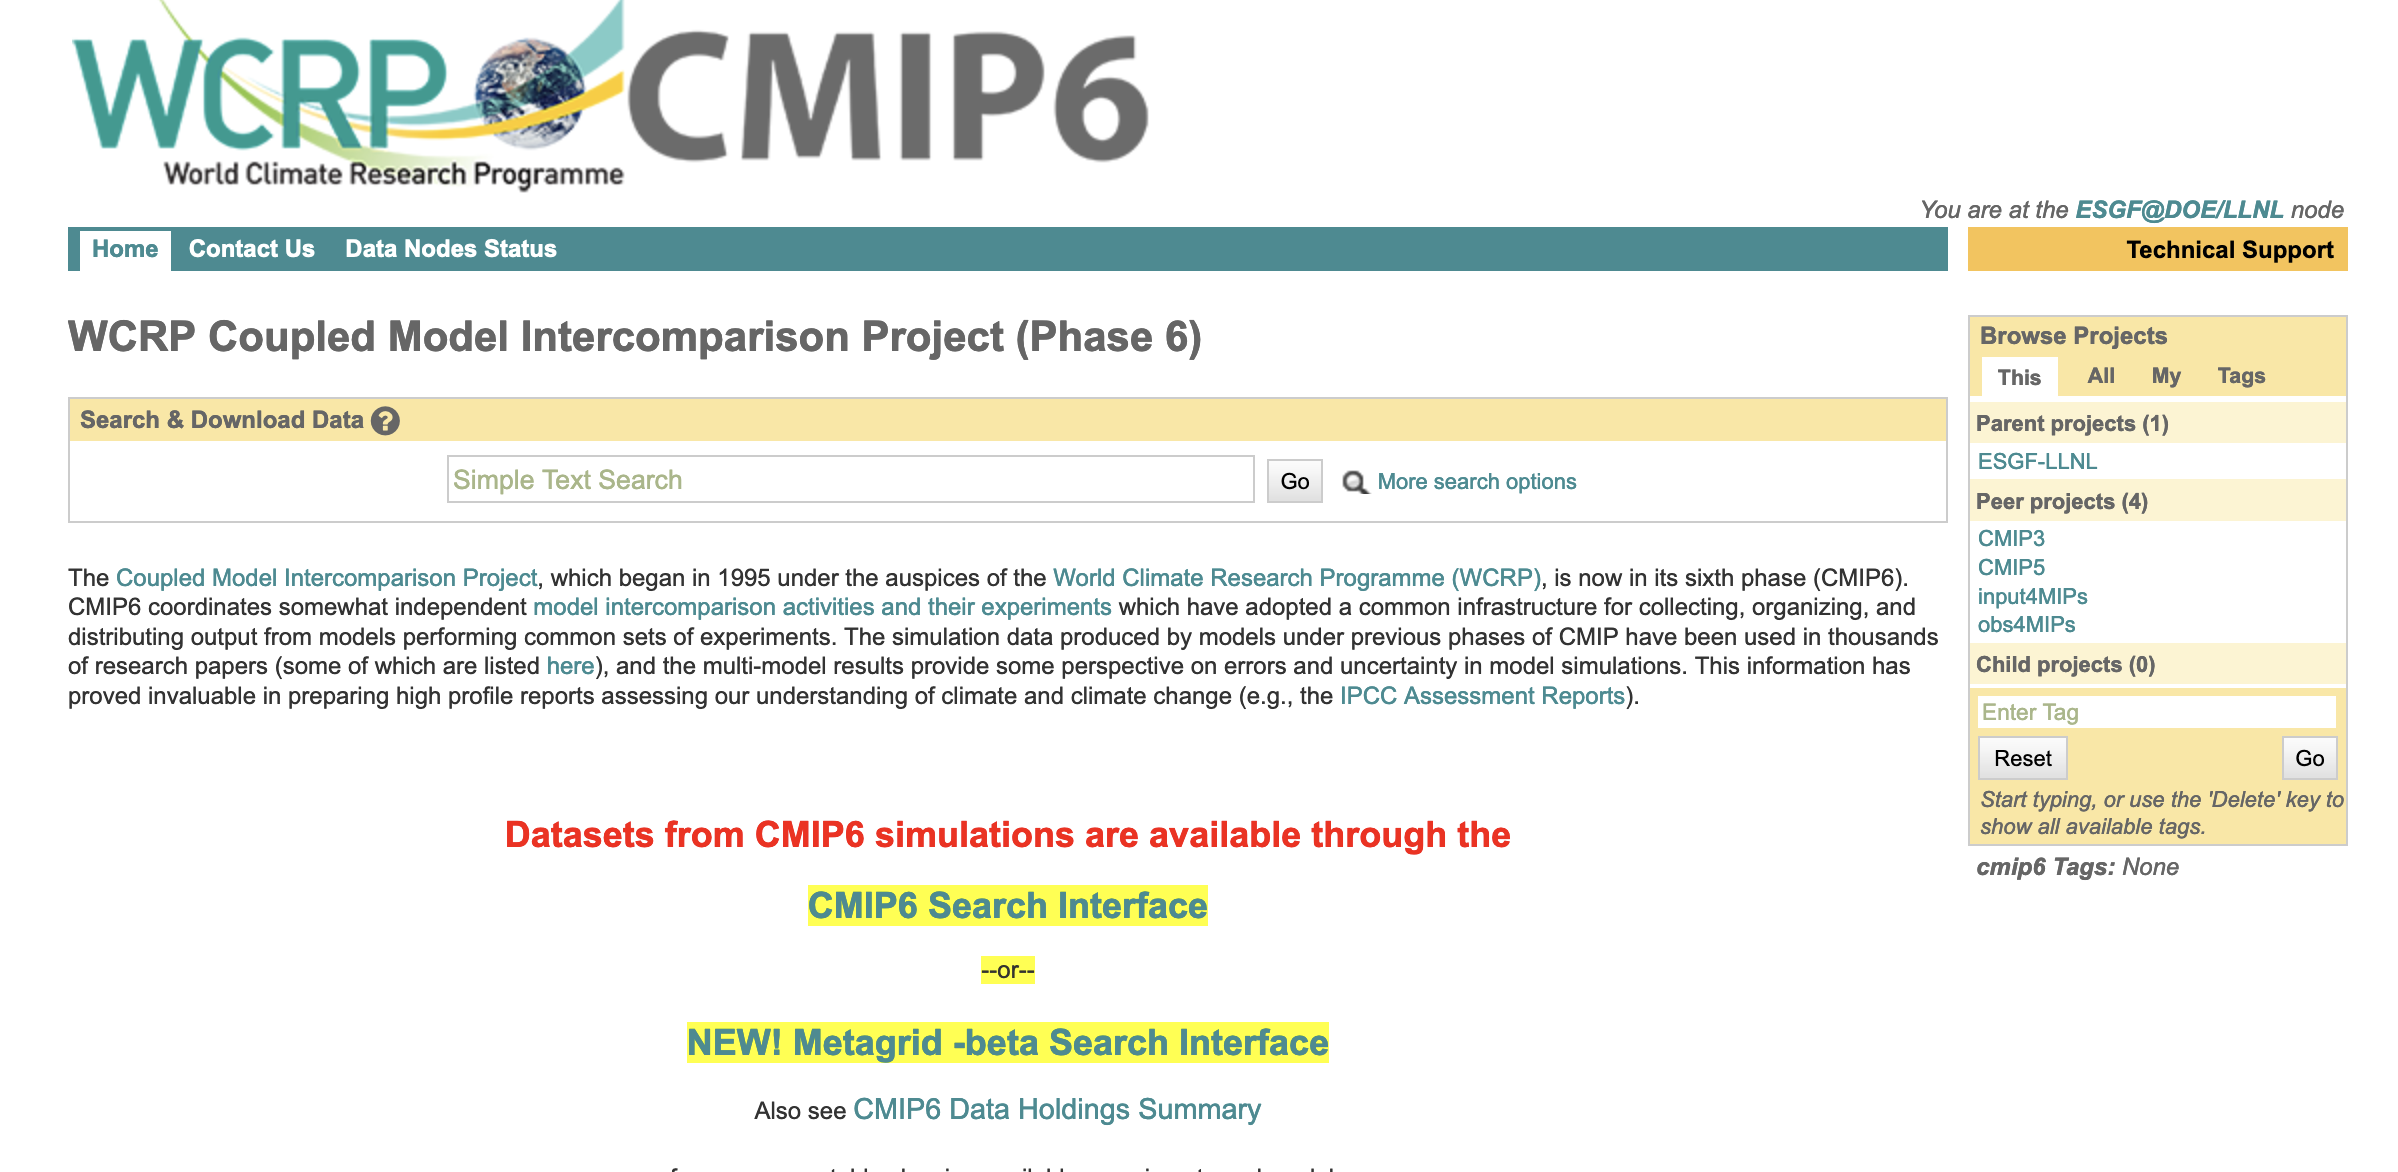 WCRP CMIP6
World Climate Research Programme
You are at the ESGF@DOE/LLNL node
Home Contact Us Data Nodes Status
Technical Support
WCRP Coupled Model Intercomparison Project (Phase 6)
Search & Download Data ?
Simple Text Search Go More search options
The Coupled Model Intercomparison Project, which began in 1995 under the auspices of the World Climate Research Programme (WCRP), is now in its sixth phase (CMIP6).
CMIP6 coordinates somewhat independent model intercomparison activities and their experiments which have adopted a common infrastructure for collecting, organizing, and
distributing output from models performing common sets of experiments. The simulation data produced by models under previous phases of CMIP have been used in thousands
of research papers (some of which are listed here), and the multi-model results provide some perspective on errors and uncertainty in model simulations. This information has
proved invaluable in preparing high profile reports assessing our understanding of climate and climate change (e.g., the IPCC Assessment Reports).
Datasets from CMIP6 simulations are available through the
CMIP6 Search Interface
--or--
NEW! Metagrid -beta Search Interface
Also see CMIP6 Data Holdings Summary
Browse Projects
This All My Tags
Parent projects (1)
ESGF-LLNL
Peer projects (4)
CMIP3
CMIP5
input4MIPs
obs4MIPs
Child projects (0)
Enter Tag
Reset Go
Start typing, or use the 'Delete' key to
show all available tags.
cmip6 Tags: None